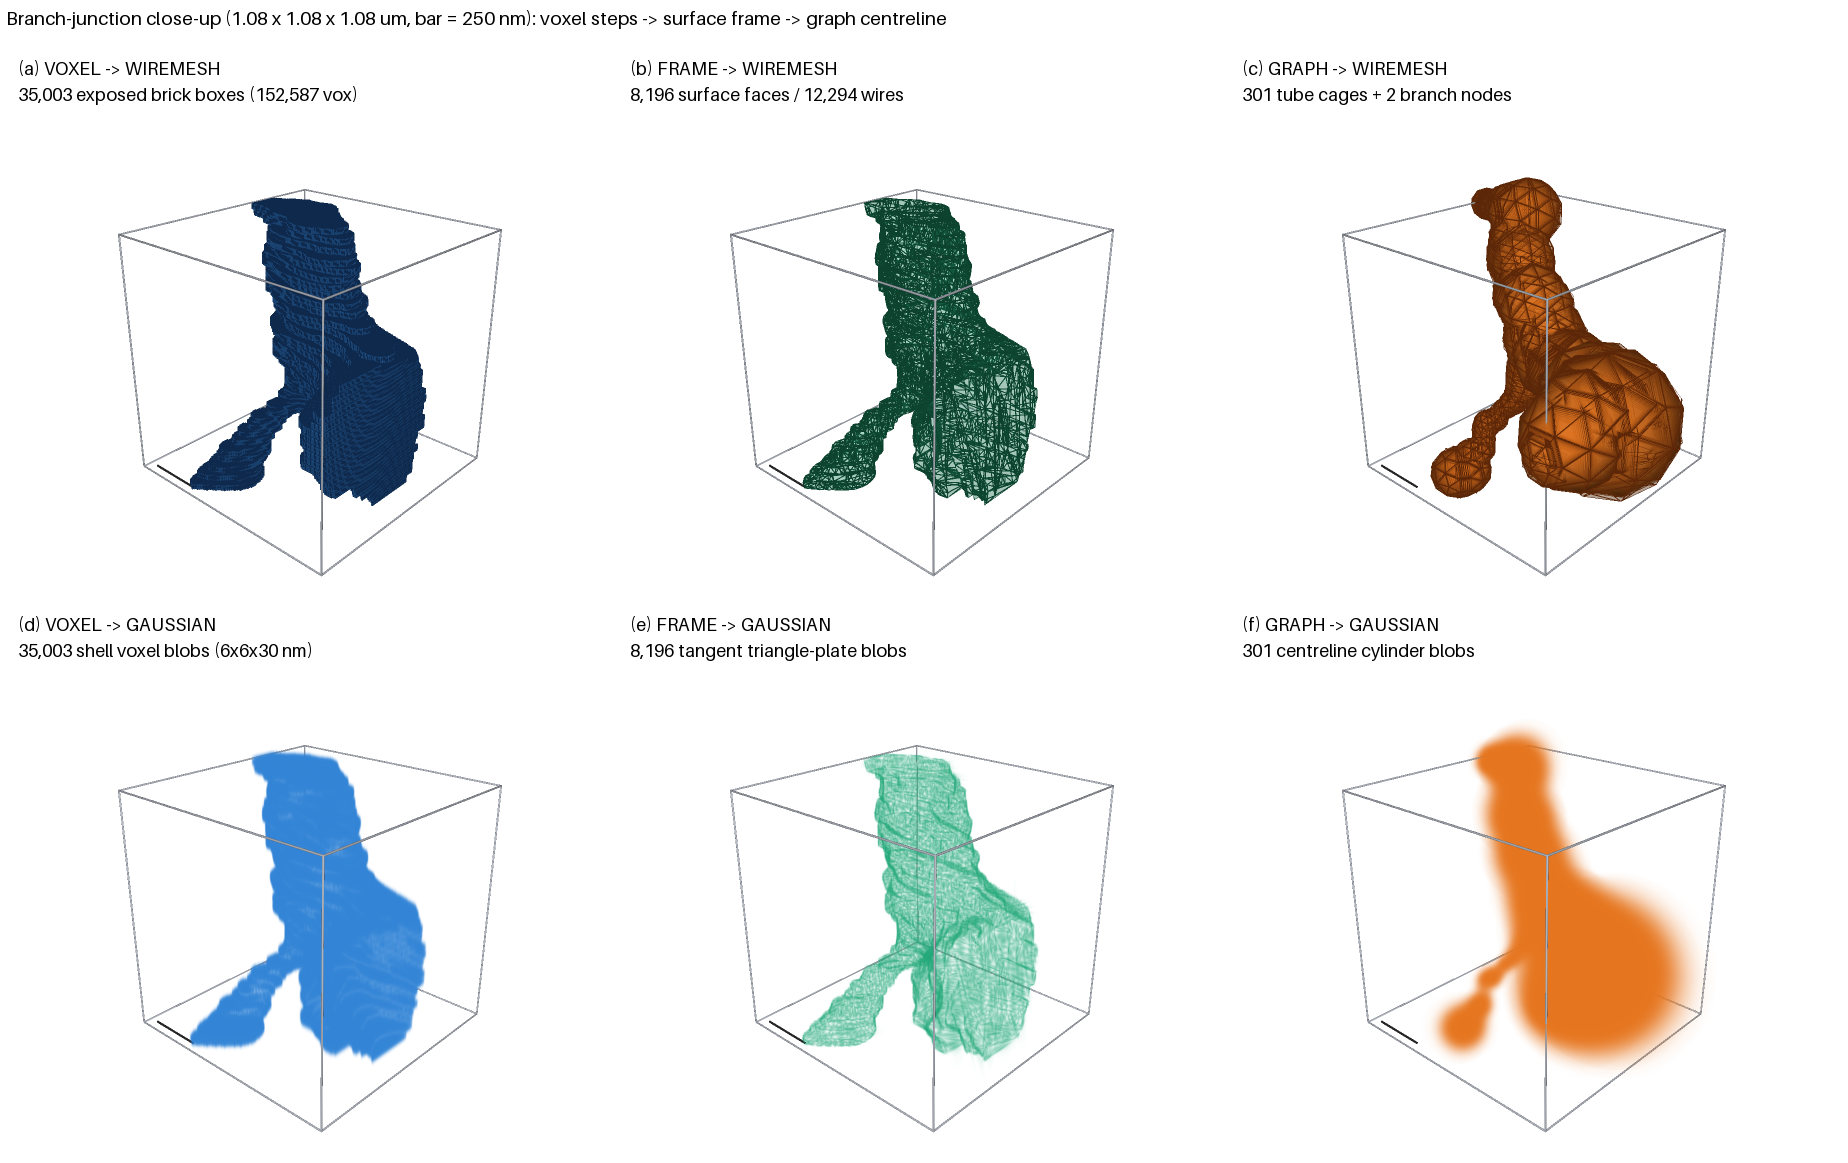 Branch-junction close-up (1.08 x 1.08 x 1.08 um, bar = 250 nm): voxel steps -> surface frame -> graph centreline
(a) VOXEL -> WIREMESH
35,003 exposed brick boxes (152,587 vox)
(b) FRAME -> WIREMESH
8,196 surface faces / 12,294 wires
(c) GRAPH -> WIREMESH
301 tube cages + 2 branch nodes
(d) VOXEL -> GAUSSIAN
35,003 shell voxel blobs (6x6x30 nm)
(e) FRAME -> GAUSSIAN
8,196 tangent triangle-plate blobs
(f) GRAPH -> GAUSSIAN
301 centreline cylinder blobs